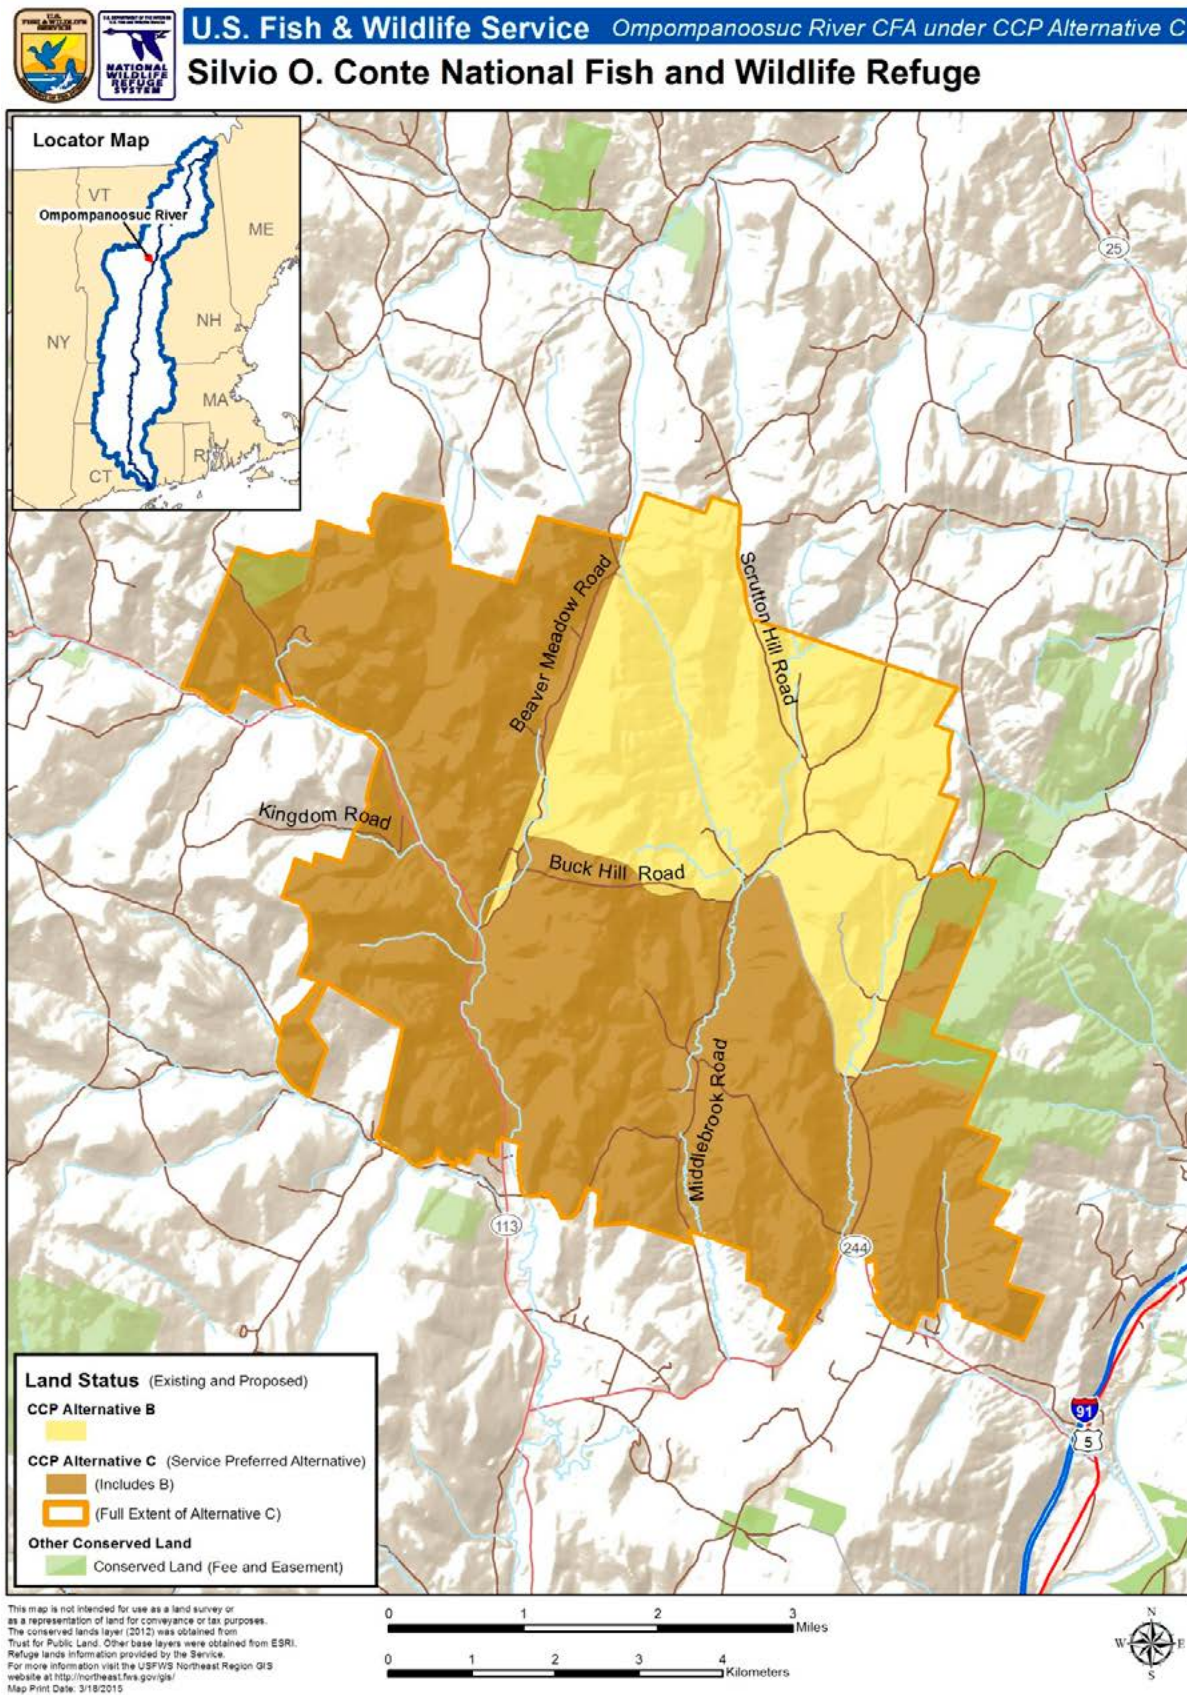 U.S. Fish & Wildlife Service Ompompanoosuc River CFA under CCP Alternative C
Silvio O. Conte National Fish and Wildlife Refuge
U.S.
FISH & WILDLIFE
SERVICE
NATIONAL
WILDLIFE
REFUGE
SYSTEM
Locator Map
VT
Ompompanoosuc River
ME
NH
NY
MA
RI
CT
25
Beaver Meadow Road
Scrutton Hill Road
Kingdom Road
Buck Hill Road
Middlebrook Road
113
244
91
5
Land Status (Existing and Proposed)
CCP Alternative B
CCP Alternative C (Service Preferred Alternative)
(Includes B)
(Full Extent of Alternative C)
Other Conserved Land
Conserved Land (Fee and Easement)
This map is not intended for use as a land survey or
as a representation of land for conveyance or tax purposes.
The conserved lands layer (2012) was obtained from
Trust for Public Land. Other base layers were obtained from ESRI.
Refuge lands information provided by the Service.
For more information visit the USFWS Northeast Region GIS
website at http://northeast.fws.gov/gis/
Map Print Date: 3/18/2015
0 1 2 3
Miles
0 1 2 3 4
Kilometers
N
W E
S